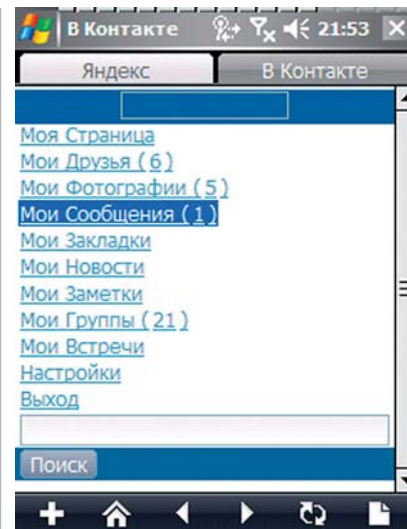 В Контакте 21:53
Яндекс В Контакте
Моя Страница
Мои Друзья ( 6 )
Мои Фотографии ( 5 )
Мои Сообщения ( 1 )
Мои Закладки
Мои Новости
Мои Заметки
Мои Группы ( 21 )
Мои Встречи
Настройки
Выход
Поиск